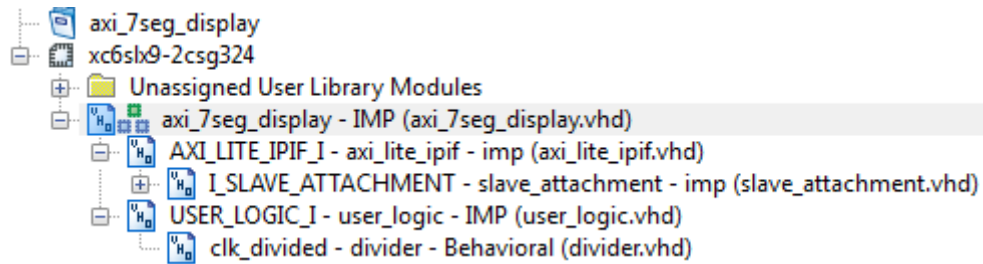 axi_7seg_display
xc6slx9-2csg324
Unassigned User Library Modules
axi_7seg_display - IMP (axi_7seg_display.vhd)
AXI_LITE_IPIF_I - axi_lite_ipif - imp (axi_lite_ipif.vhd)
I_SLAVE_ATTACHMENT - slave_attachment - imp (slave_attachment.vhd)
USER_LOGIC_I - user_logic - IMP (user_logic.vhd)
clk_divided - divider - Behavioral (divider.vhd)